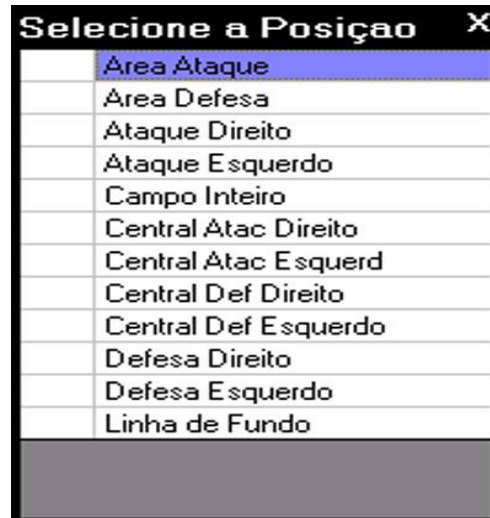 Selecione a Posiçao X
Area Ataque
Area Defesa
Ataque Direito
Ataque Esquerdo
Campo Inteiro
Central Atac Direito
Central Atac Esquerd
Central Def Direito
Central Def Esquerdo
Defesa Direito
Defesa Esquerdo
Linha de Fundo